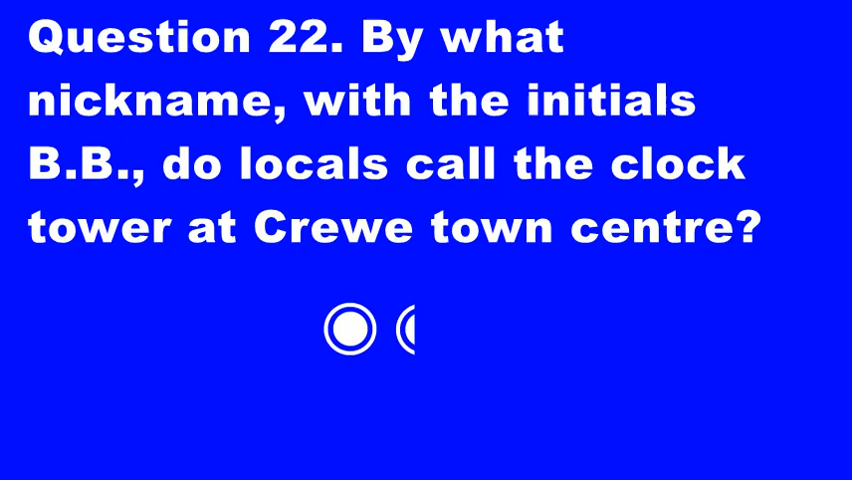 Question 22. By what
nickname, with the initials
B.B., do locals call the clock
tower at Crewe town centre?